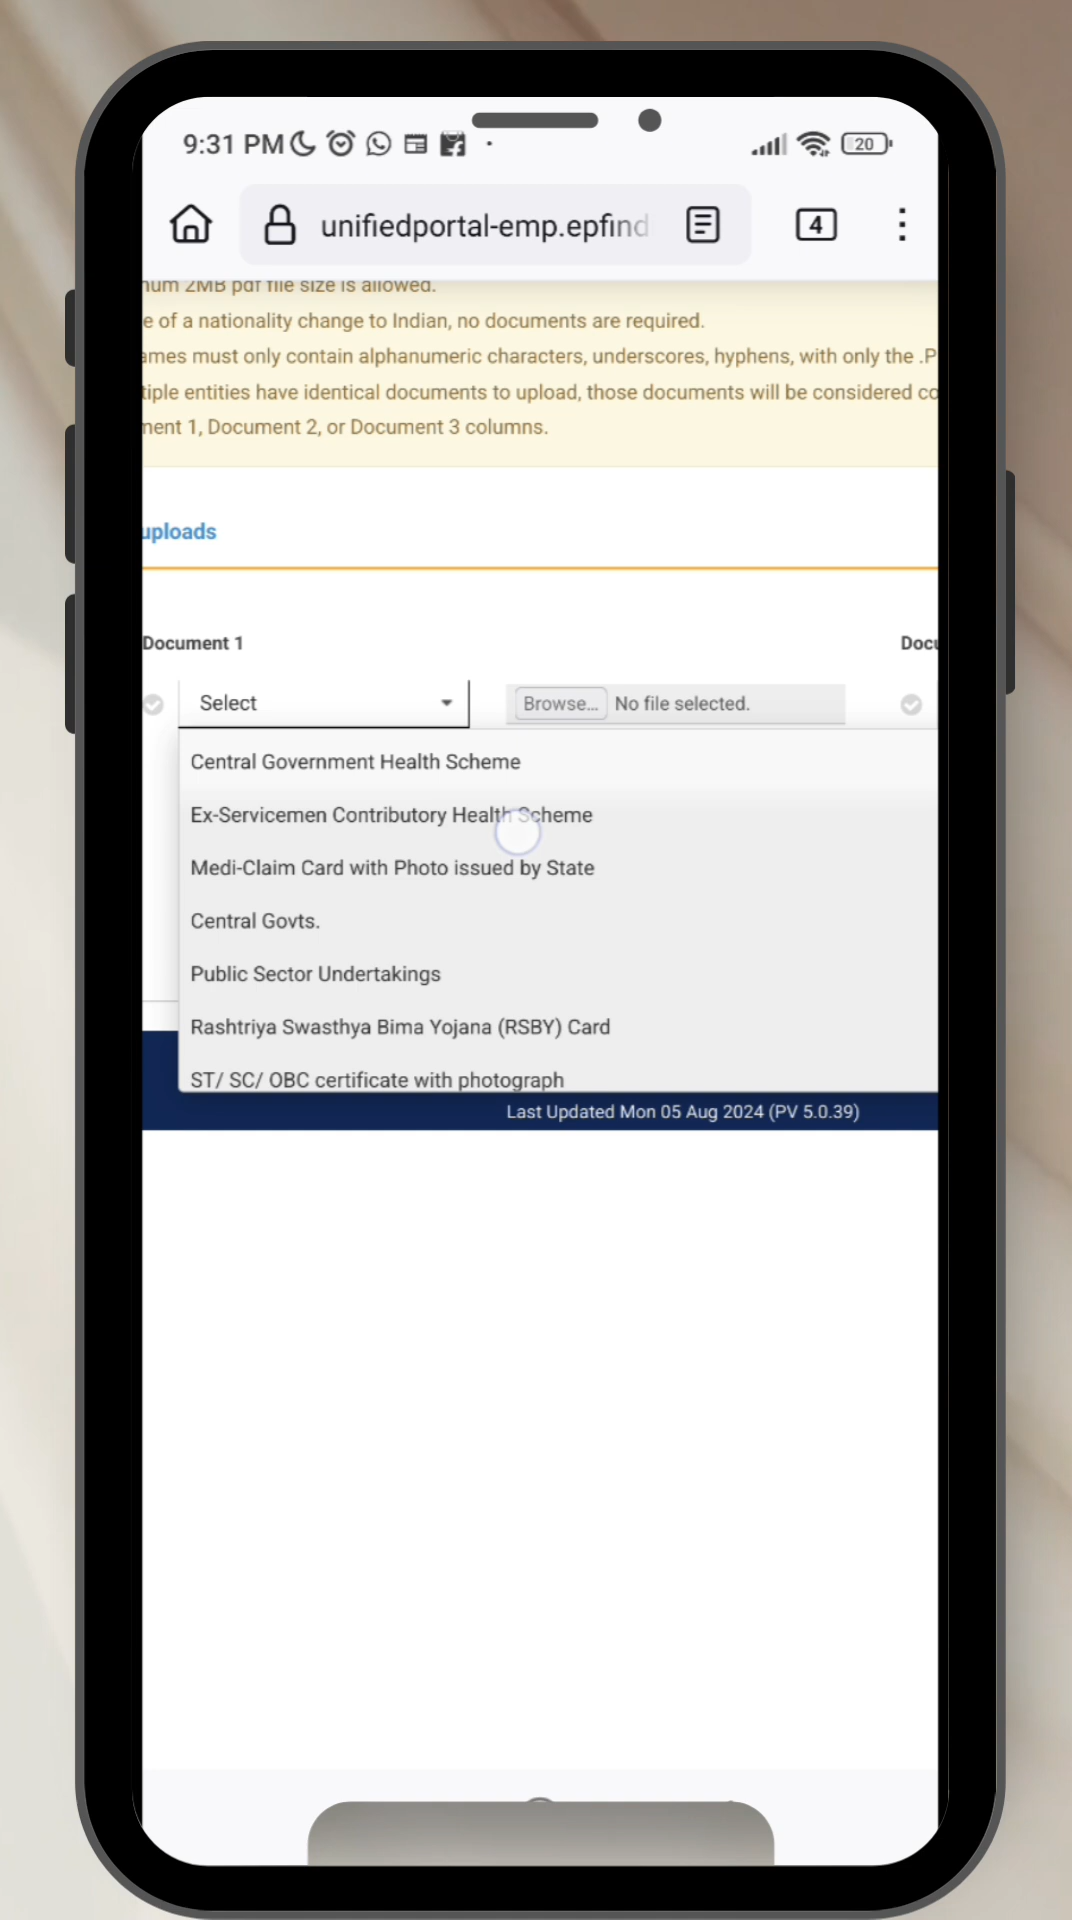 9:31 PM
20
unifiedportal-emp.epfind
4
num 2MB pdf file size is allowed.
e of a nationality change to Indian, no documents are required.
ames must only contain alphanumeric characters, underscores, hyphens, with only the .P
tiple entities have identical documents to upload, those documents will be considered co
nent 1, Document 2, or Document 3 columns.
uploads
Document 1 Docu
Select Browse... No file selected.
Central Government Health Scheme
Ex-Servicemen Contributory Health Scheme
Medi-Claim Card with Photo issued by State
Central Govts.
Public Sector Undertakings
Rashtriya Swasthya Bima Yojana (RSBY) Card
ST/ SC/ OBC certificate with photograph
Last Updated Mon 05 Aug 2024 (PV 5.0.39)